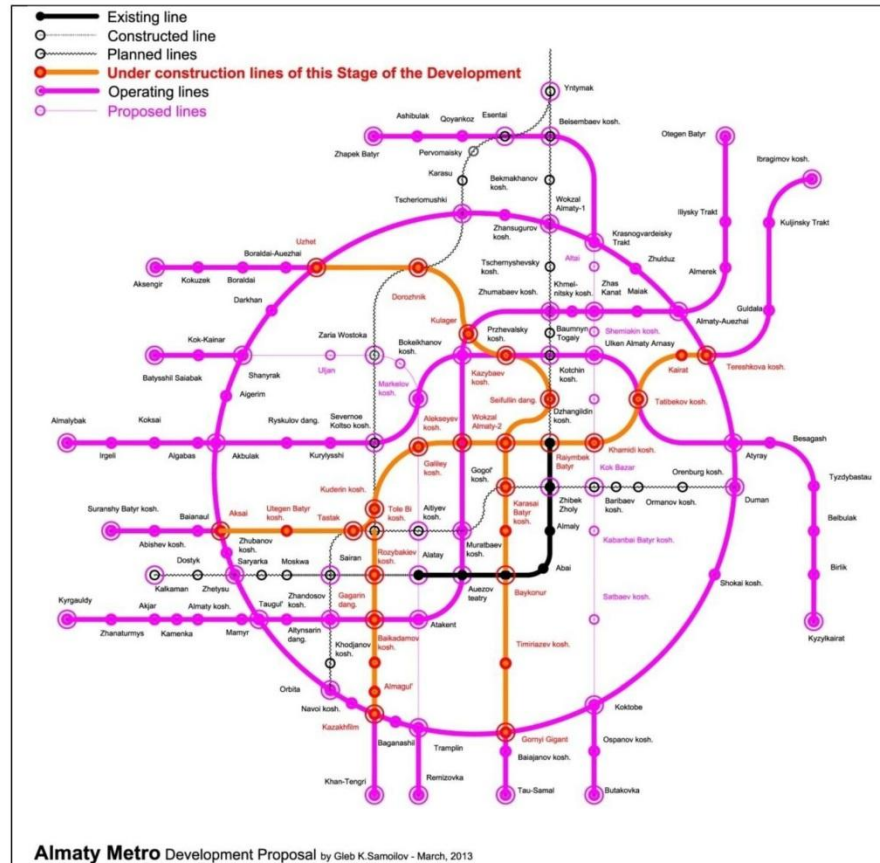 Existing line
Constructed line
Planned lines
Under construction lines of this Stage of the Development
Operating lines
Proposed lines
Yntymak
Ashibulak
Qoyankoz
Esentai
Beisembaev kosh.
Otegen Batyr
Zhapek Batyr
Pervomaisky
Ibragimov kosh.
Karasu
Bekmakhanov
kosh.
Tscheriomushki
Wokzal
Almaty-1
Iliysky Trakt
Kuljinsky Trakt
Zhansugurov
kosh.
Krasnogvardeisky
Trakt
Uzhet
Altai
Zhulduz
Boraldai-Auezhai
Tschernyshevsky
kosh.
Aksengir
Kokuzek
Boraldai
Zhas
Kanat
Almerek
Dorozhnik
Zhumabaev kosh.
Khmel-
nitsky kosh.
Maiak
Darkhan
Kulager
Guldala
Przhevalsky
kosh.
Baumnyn
Togaiy
Shemiakin kosh.
Almaty-Auezhai
Kok-Kainar
Zaria Wostoka
Bokeikhanov
kosh.
Ulken Almaty Arnasy
Batysshil Saiabak
Shanyrak
Uljan
Markelov
kosh.
Kazybaev
kosh.
Kotchin kosh.
Kairat
Tereshkova kosh.
Aigerim
Seifullin dang.
Tatibekov kosh.
Almalybak
Koksai
Ryskulov dang.
Severnoe
Koltso kosh.
Alekseyev
kosh.
Wokzal
Almaty-2
Dzhangildin
kosh.
Besagash
Irgeli
Algabas
Akbulak
Kurylysshi
Galiley
kosh.
Raiymbek
Batyr
Khamidi kosh.
Atyray
Kuderin kosh.
Gogol'
kosh.
Kok Bazar
Orenburg kosh.
Tyzdybastau
Suranshy Batyr kosh.
Aksai
Utegen Batyr
kosh.
Tole Bi
kosh.
Karasai
Batyr
kosh.
Zhibek
Zholy
Baribaev
kosh.
Ormanov kosh.
Duman
Baianaul
Tastak
Aitiyev
kosh.
Belbulak
Abishev kosh.
Zhubanov
kosh.
Rozybakiev
kosh.
Muratbaev
kosh.
Almaly
Kabanbai Batyr kosh.
Dostyk
Saryarka
Moskwa
Sairan
Alatay
Birlik
Kalkaman
Zhetysu
Abai
Shokai kosh.
Kyrgauldy
Akjar
Almaty kosh.
Taugul'
Zhandosov
kosh.
Gagarin
dang.
Auezov
teatry
Baykonur
Satbaev kosh.
Kyzylkairat
Zhanaturmys
Kamenka
Mamyr
Altynsarin
dang.
Baikadamov
kosh.
Atakent
Khodjanov
kosh.
Timiriazev kosh.
Orbita
Almagul'
Navoi kosh.
Koktobe
Kazakhfilm
Baganashil
Tramplin
Gornyi Gigant
Ospanov kosh.
Khan-Tengri
Remizovka
Baiajanov kosh.
Tau-Samal
Butakovka
Almaty Metro Development Proposal by Gleb K.Samoilov - March, 2013